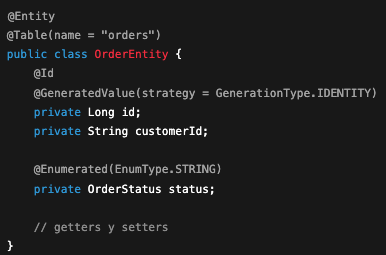 @Entity
@Table(name = "orders")
public class OrderEntity {
    @Id
    @GeneratedValue(strategy = GenerationType.IDENTITY)
    private Long id;
    private String customerId;

    @Enumerated(EnumType.STRING)
    private OrderStatus status;

    // getters y setters
}